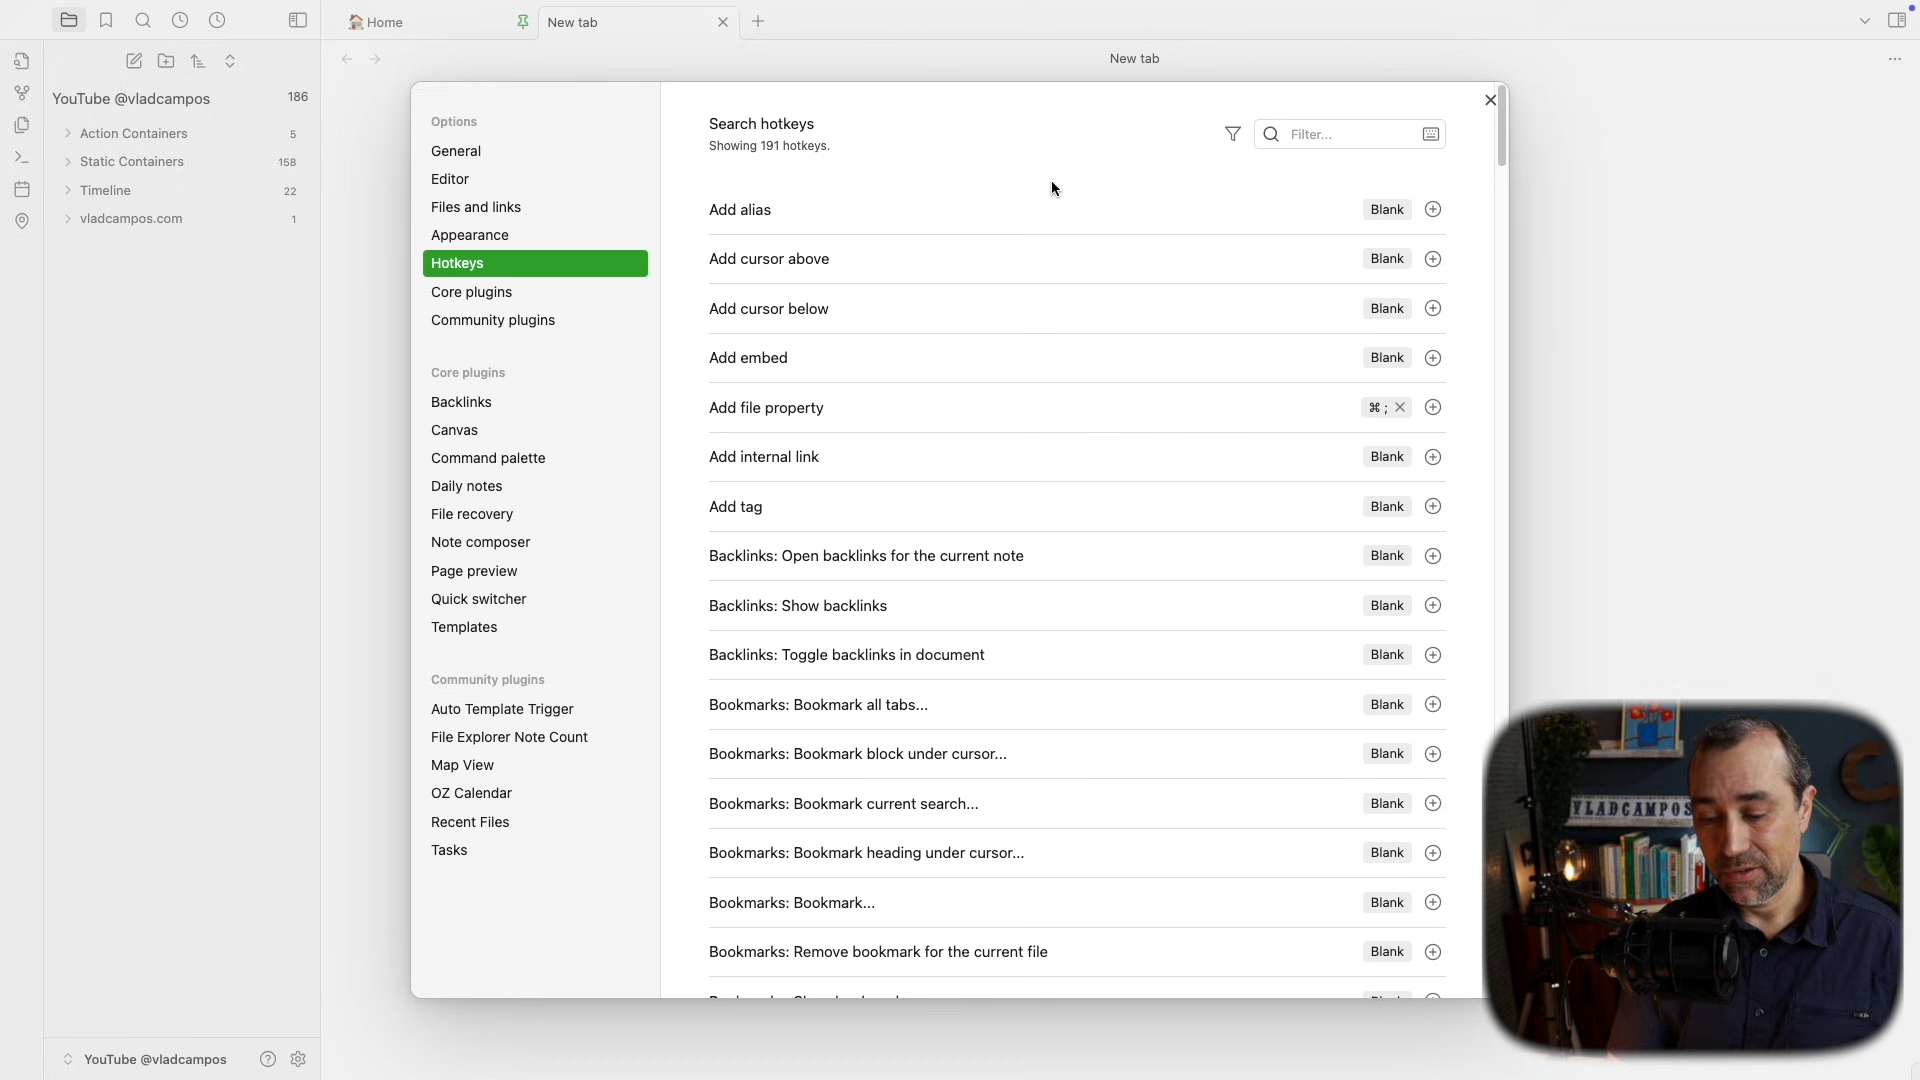 Home
New tab
New tab
YouTube @vladcampos 186
Action Containers 5
Static Containers 158
Timeline 22
vladcampos.com 1
Options
General
Editor
Files and links
Appearance
Hotkeys
Core plugins
Community plugins
Core plugins
Backlinks
Canvas
Command palette
Daily notes
File recovery
Note composer
Page preview
Quick switcher
Templates
Community plugins
Auto Template Trigger
File Explorer Note Count
Map View
OZ Calendar
Recent Files
Tasks
Search hotkeys
Showing 191 hotkeys.
Filter...
Add alias Blank
Add cursor above Blank
Add cursor below Blank
Add embed Blank
Add file property ⌘ ;
Add internal link Blank
Add tag Blank
Backlinks: Open backlinks for the current note Blank
Backlinks: Show backlinks Blank
Backlinks: Toggle backlinks in document Blank
Bookmarks: Bookmark all tabs... Blank
Bookmarks: Bookmark block under cursor... Blank
Bookmarks: Bookmark current search... Blank
Bookmarks: Bookmark heading under cursor... Blank
Bookmarks: Bookmark... Blank
Bookmarks: Remove bookmark for the current file Blank
VLADCAMPOS
YouTube @vladcampos